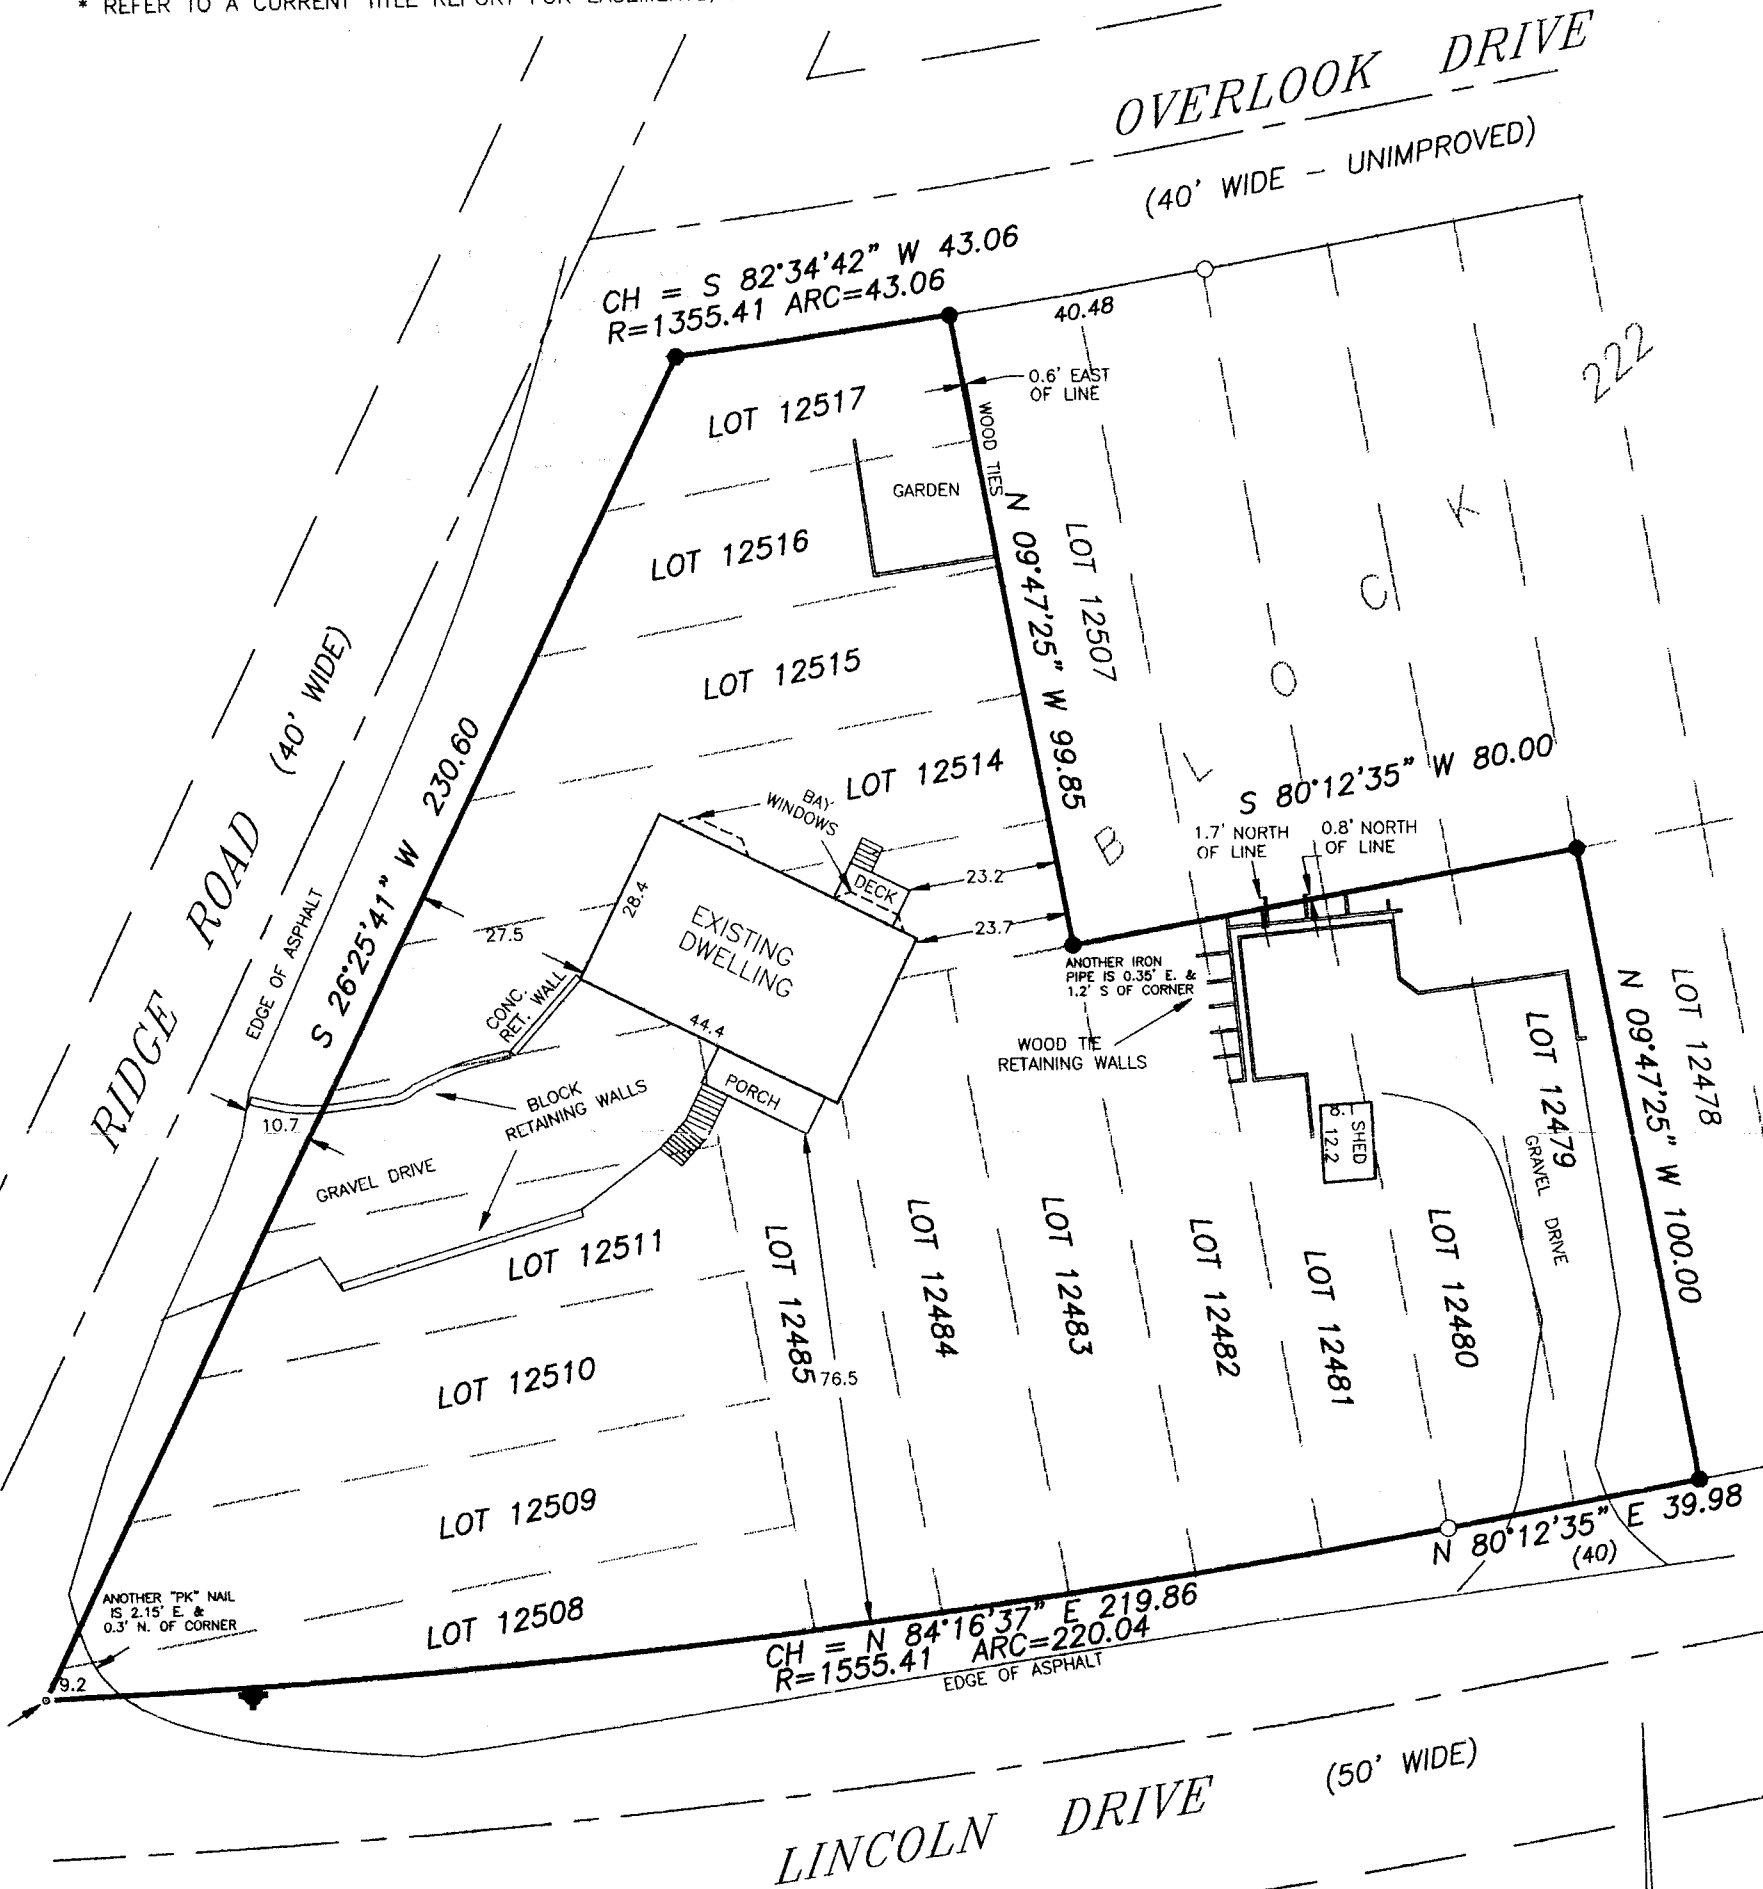 * REFER TO A CURRENT TITLE REPORT FOR EASEMENTS,
OVERLOOK DRIVE
(40' WIDE - UNIMPROVED)
CH = S 82°34'42" W 43.06
R=1355.41 ARC=43.06
40.48
222
0.6' EAST
OF LINE
LOT 12517
WOOD TIES
GARDEN
N 09°47'25" W 99.85
LOT 12507
LOT 12516
LOT 12515
LOT 12514
BLOCK
RIDGE ROAD (40' WIDE)
S 26°25'41" W 230.60
EDGE OF ASPHALT
S 80°12'35" W 80.00
1.7' NORTH
OF LINE
0.8' NORTH
OF LINE
BAY
WINDOWS
DECK
23.2
23.7
28.4
27.5
EXISTING
DWELLING
44.4
CONC.
RET. WALL
PORCH
BLOCK
RETAINING WALLS
10.7
GRAVEL DRIVE
ANOTHER IRON
PIPE IS 0.35' E. &
1.2' S OF CORNER
WOOD TIE
RETAINING WALLS
SHED
8.1
12.2
LOT 12479
GRAVEL DRIVE
N 09°47'25" W 100.00
LOT 12478
LOT 12511
LOT 12510
LOT 12509
LOT 12508
LOT 12485
76.5
LOT 12484
LOT 12483
LOT 12482
LOT 12481
LOT 12480
ANOTHER "PK" NAIL
IS 2.15' E. &
0.3' N. OF CORNER
9.2
N 80°12'35" E 39.98
(40)
CH = N 84°16'37" E 219.86
R=1555.41 ARC=220.04
EDGE OF ASPHALT
LINCOLN DRIVE (50' WIDE)